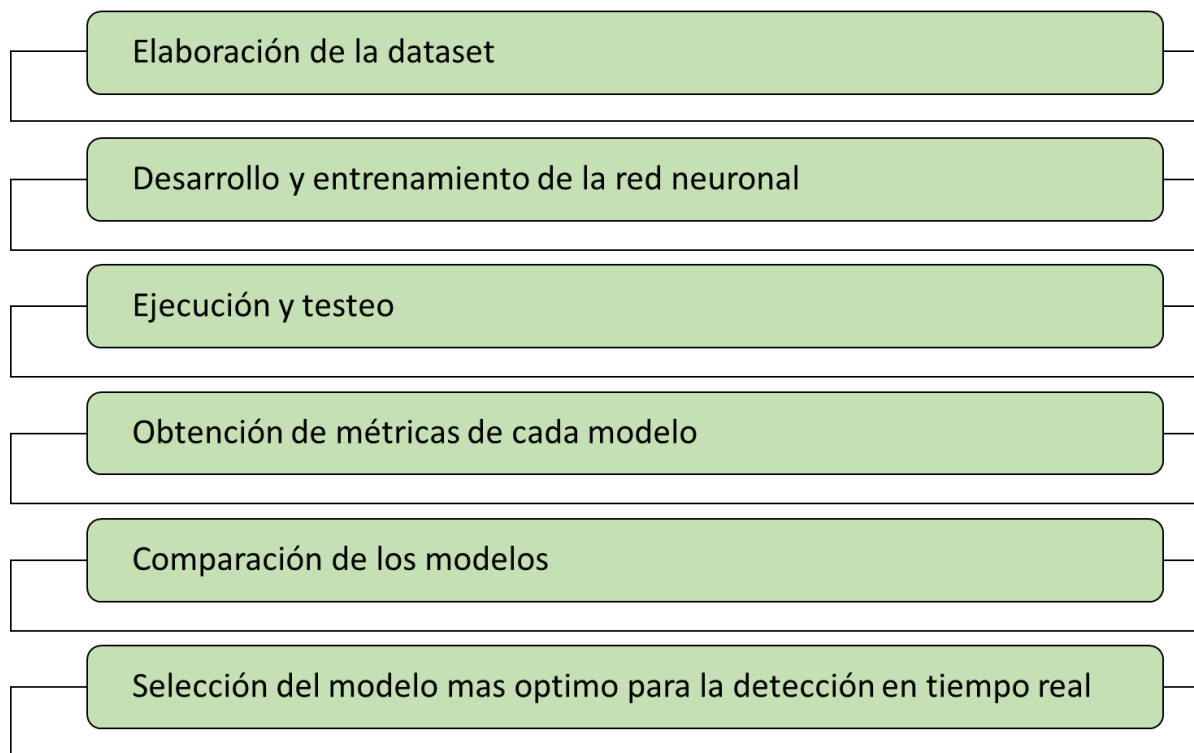 Elaboración de la dataset
Desarrollo y entrenamiento de la red neuronal
Ejecución y testeo
Obtención de métricas de cada modelo
Comparación de los modelos
Selección del modelo mas optimo para la detección en tiempo real